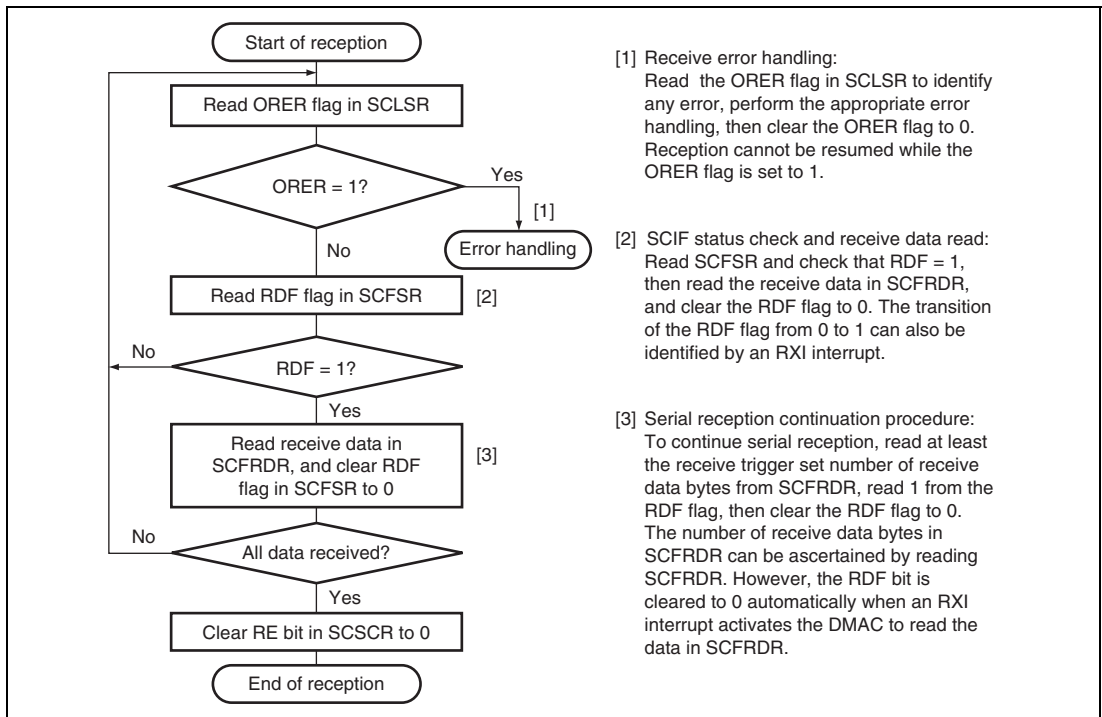 Start of reception
Read ORER flag in SCLSR
ORER = 1?
Yes
[1]
Error handling
No
Read RDF flag in SCFSR
[2]
No
RDF = 1?
Yes
Read receive data in
SCFRDR, and clear RDF
flag in SCFSR to 0
[3]
No
All data received?
Yes
Clear RE bit in SCSCR to 0
End of reception
[1] Receive error handling:
Read the ORER flag in SCLSR to identify
any error, perform the appropriate error
handling, then clear the ORER flag to 0.
Reception cannot be resumed while the
ORER flag is set to 1.
[2] SCIF status check and receive data read:
Read SCFSR and check that RDF = 1,
then read the receive data in SCFRDR,
and clear the RDF flag to 0. The transition
of the RDF flag from 0 to 1 can also be
identified by an RXI interrupt.
[3] Serial reception continuation procedure:
To continue serial reception, read at least
the receive trigger set number of receive
data bytes from SCFRDR, read 1 from the
RDF flag, then clear the RDF flag to 0.
The number of receive data bytes in
SCFRDR can be ascertained by reading
SCFRDR. However, the RDF bit is
cleared to 0 automatically when an RXI
interrupt activates the DMAC to read the
data in SCFRDR.